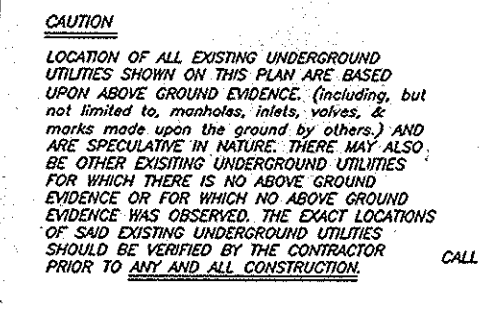 CAUTION
LOCATION OF ALL EXISTING UNDERGROUND
UTILITIES SHOWN ON THIS PLAN ARE BASED
UPON ABOVE GROUND EVIDENCE. (including, but
not limited to, manholes, inlets, valves, &
marks made upon the ground by others.) AND
ARE SPECULATIVE IN NATURE. THERE MAY ALSO
BE OTHER EXISITING UNDERGROUND UTILITIES
FOR WHICH THERE IS NO ABOVE GROUND
EVIDENCE OR FOR WHICH NO ABOVE GROUND
EVIDENCE WAS OBSERVED. THE EXACT LOCATIONS
OF SAID EXISTING UNDERGROUND UTILITIES
SHOULD BE VERIFIED BY THE CONTRACTOR
PRIOR TO ANY AND ALL CONSTRUCTION.
CALL